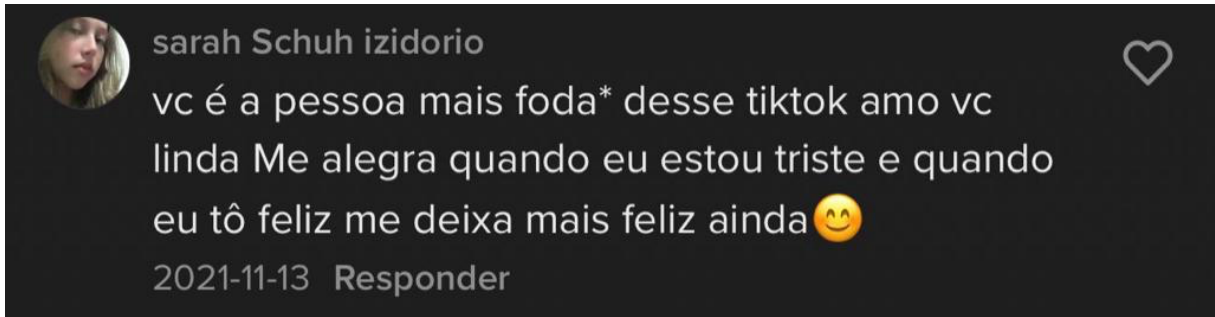 sarah Schuh izidorio
vc é a pessoa mais foda* desse tiktok amo vc
linda Me alegra quando eu estou triste e quando
eu tô feliz me deixa mais feliz ainda😊
2021-11-13 Responder